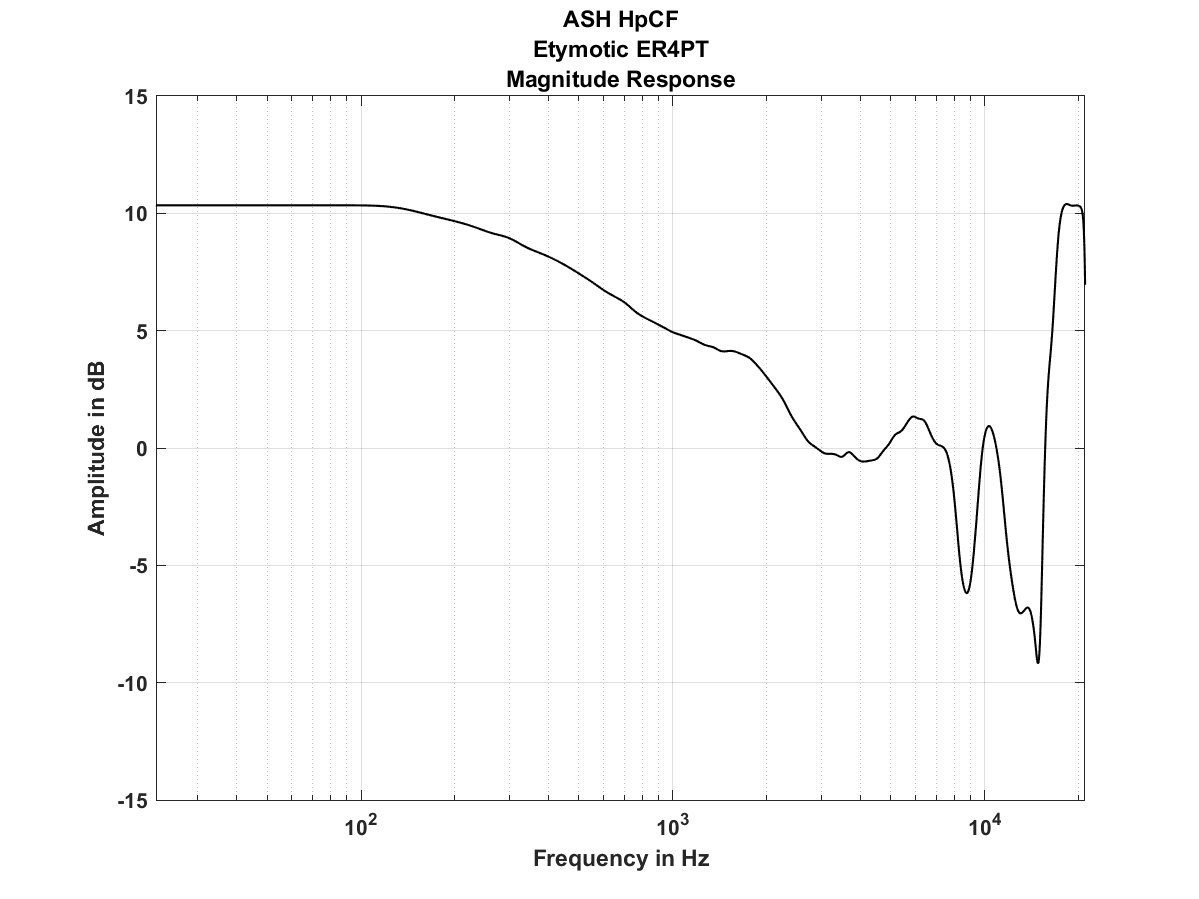 ASH HpCF
Etymotic ER4PT
Magnitude Response
15
10
5
0
-5
-10
-15
Amplitude in dB
10^2
10^3
10^4
Frequency in Hz